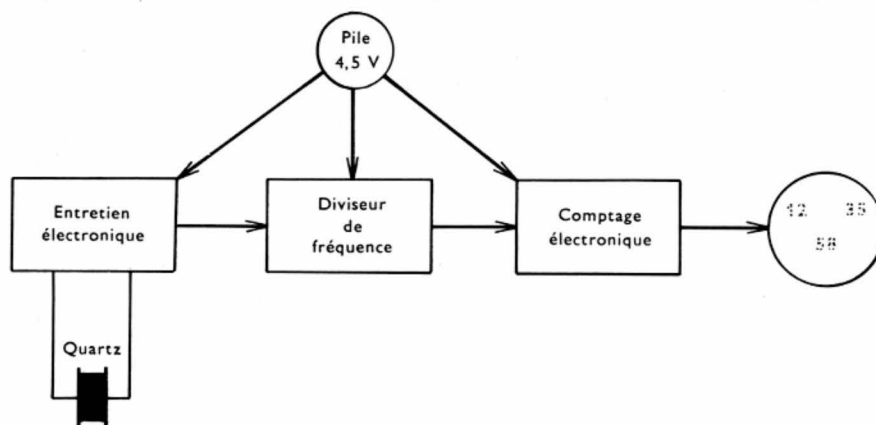 Pile
4,5 V
Entretien
électronique
Diviseur
de
fréquence
Comptage
électronique
12 35
58
Quartz